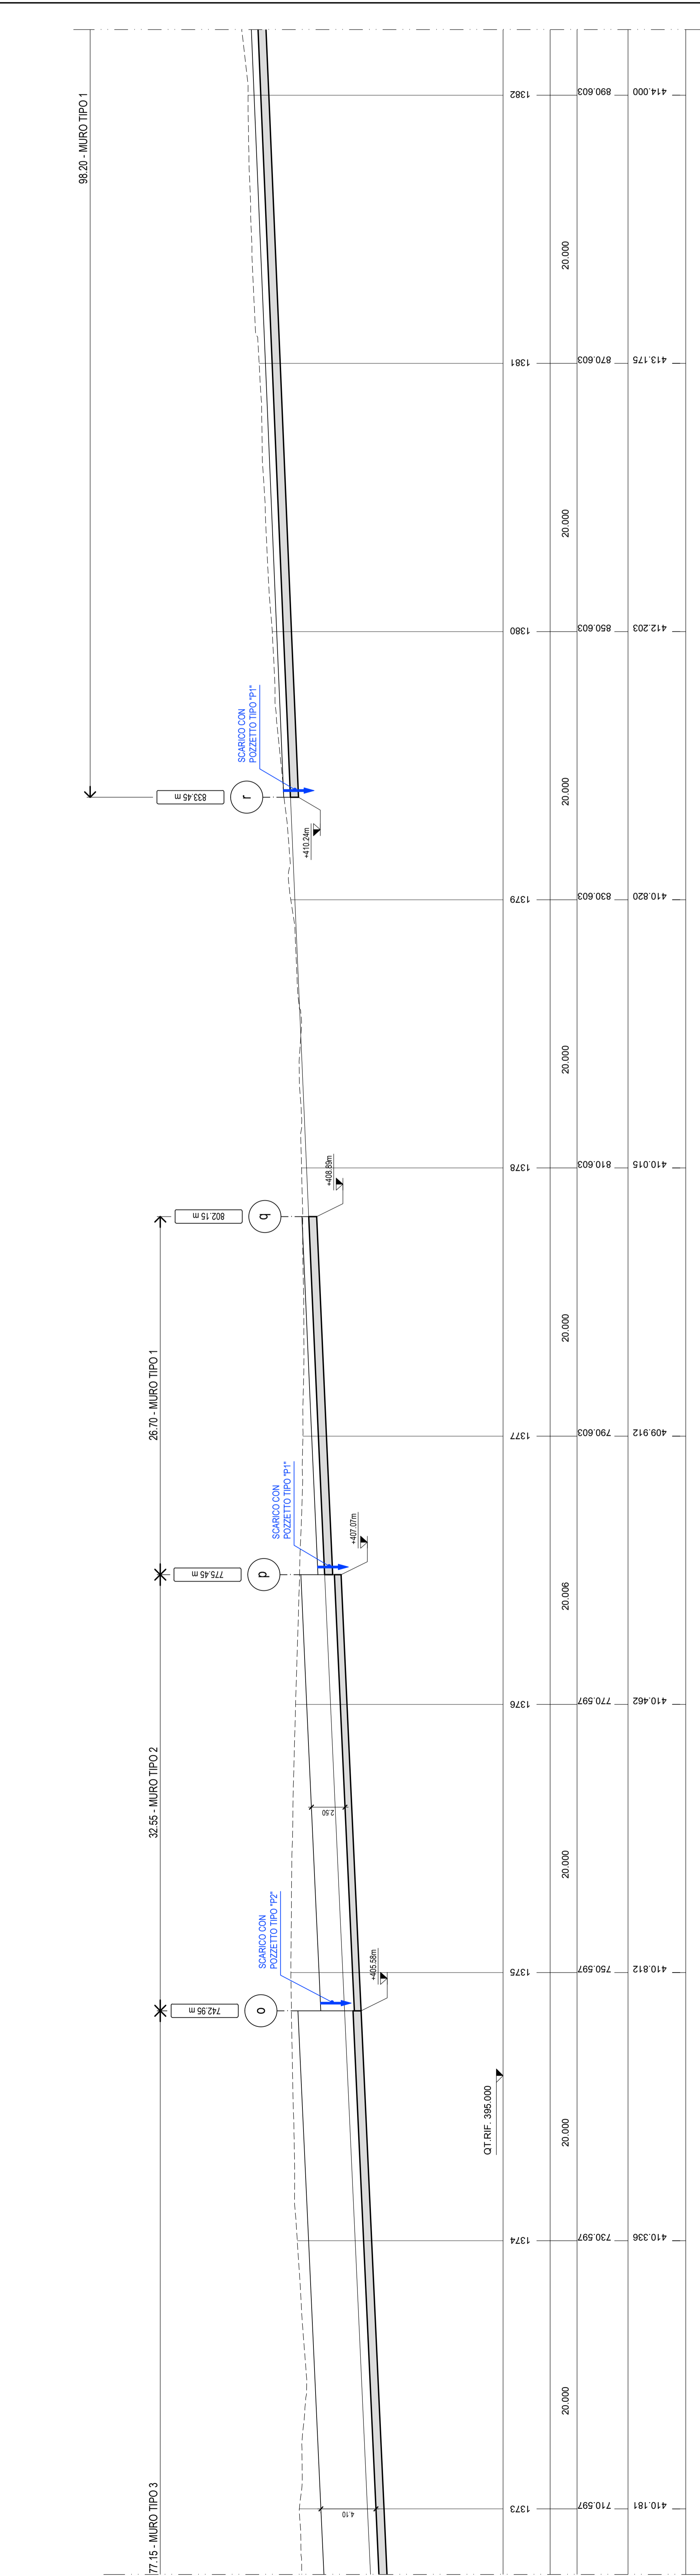 98.20 - MURO TIPO 1
1382
890.603
414.000
20.000
1381
870.603
413.175
20.000
1380
850.603
412.203
SCARICO CON
POZZETTO TIPO "P1"
833.45 m
r
20.000
+410.24m
1379
830.603
410.820
20.000
+408.89m
1378
810.603
410.015
802.15 m
q
26.70 - MURO TIPO 1
20.000
1377
790.603
409.912
SCARICO CON
POZZETTO TIPO "P1"
+407.07m
775.45 m
p
20.006
1376
770.597
410.462
32.55 - MURO TIPO 2
2.50
20.000
SCARICO CON
POZZETTO TIPO "P2"
+405.58m
1375
750.597
410.812
742.95 m
o
QT.RIF. 395.000
20.000
1374
730.597
410.336
20.000
77.15 - MURO TIPO 3
4.10
1373
710.597
410.181